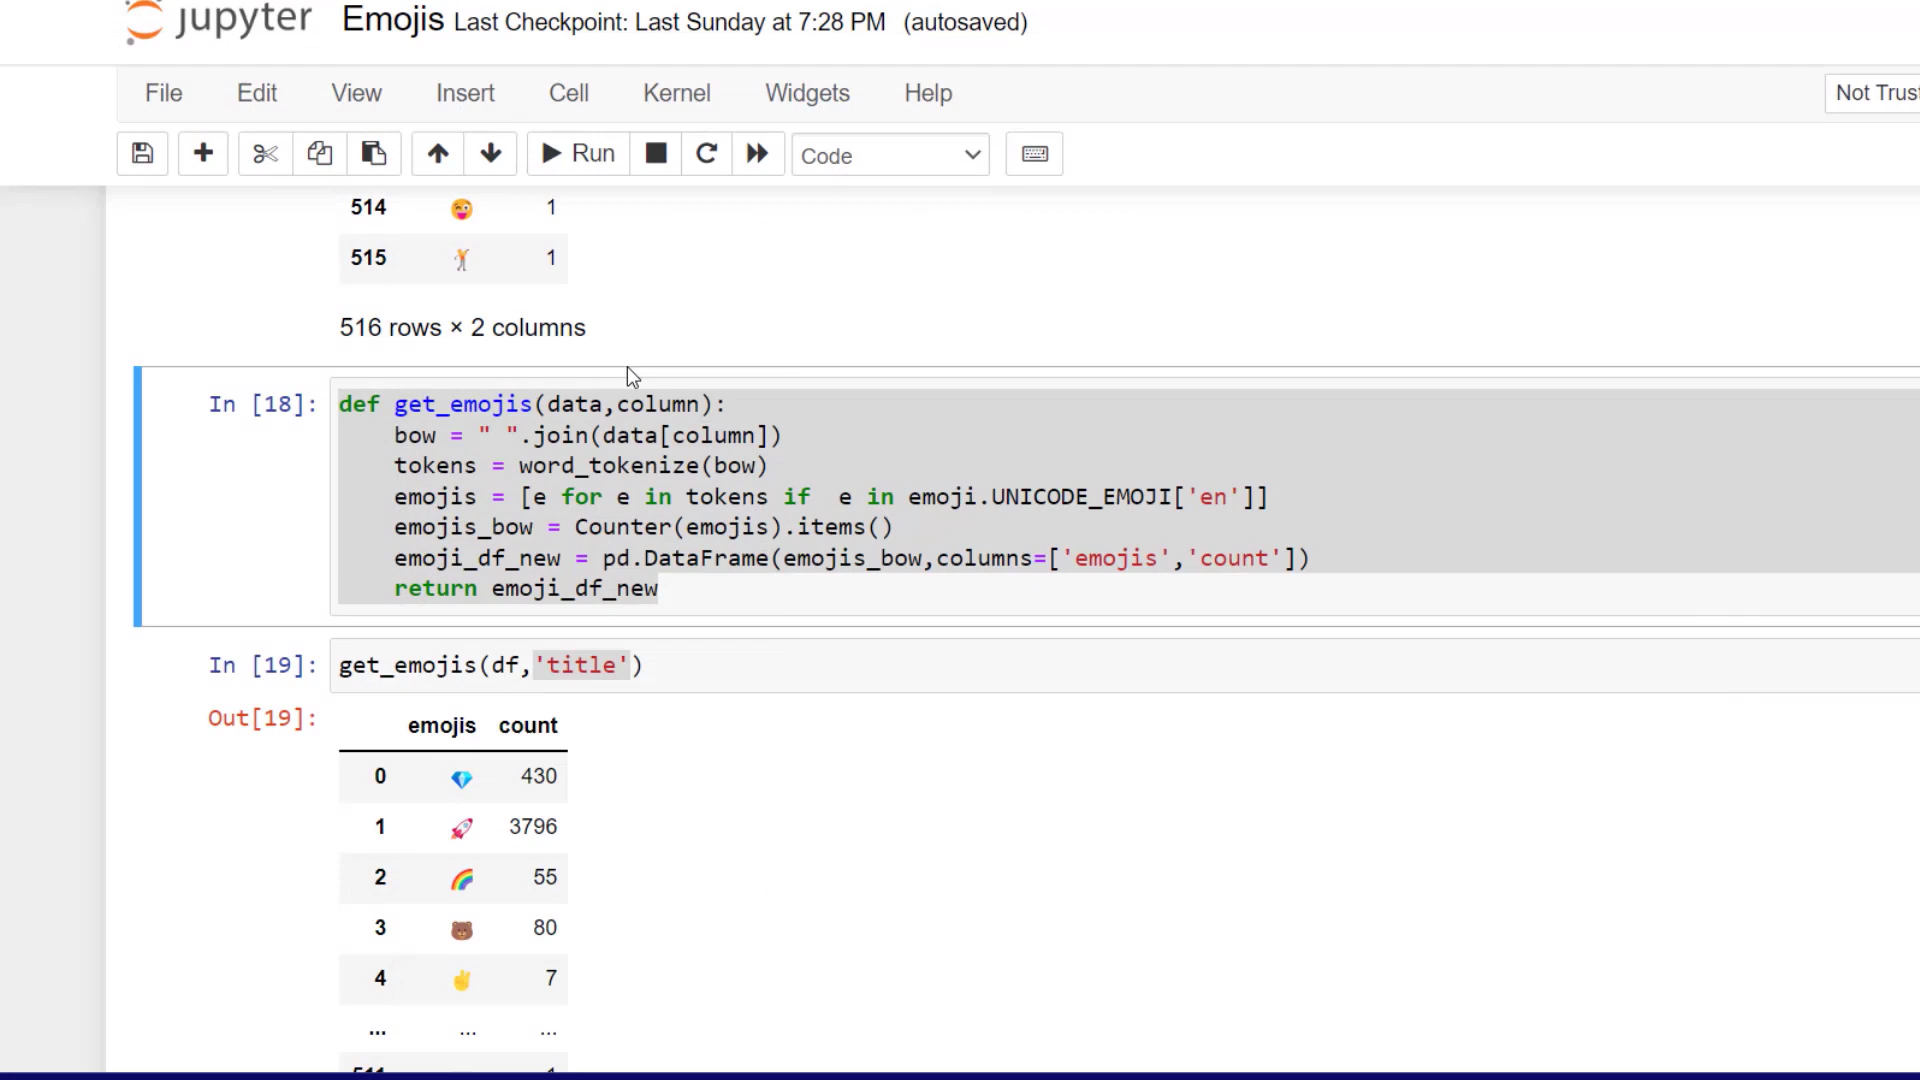 jupyter Emojis Last Checkpoint: Last Sunday at 7:28 PM (autosaved)
File Edit View Insert Cell Kernel Widgets Help Not Trust
Run Code
514 😜 1
515 1
516 rows × 2 columns
In [18]: def get_emojis(data,column):
bow = " ".join(data[column])
tokens = word_tokenize(bow)
emojis = [e for e in tokens if  e in emoji.UNICODE_EMOJI['en']]
emojis_bow = Counter(emojis).items()
emoji_df_new = pd.DataFrame(emojis_bow,columns=['emojis','count'])
return emoji_df_new
In [19]: get_emojis(df,'title')
Out[19]:
emojis count
0 💎 430
1 🚀 3796
2 🌈 55
3 🐻 80
4 ✌ 7
... ... ...